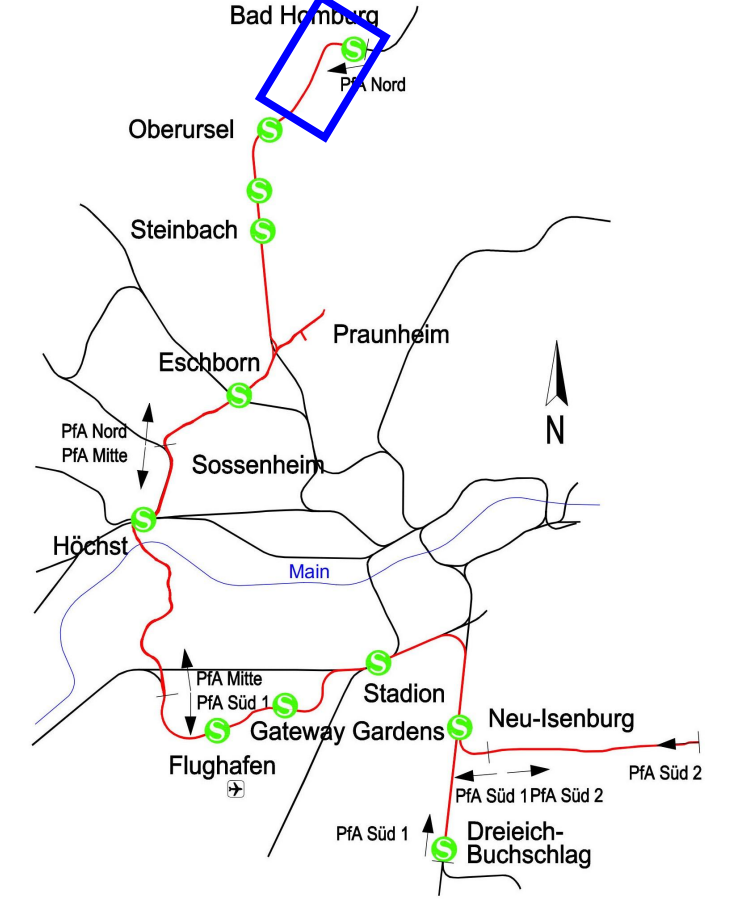 Bad Homburg
S
PfA Nord
Oberursel
S
S
Steinbach
S
Praunheim
Eschborn
S
N
PfA Nord
PfA Mitte
Sossenheim
S
Höchst
Main
PfA Mitte
PfA Süd 1
S
Stadion
S
Gateway Gardens
S
Flughafen
S
Neu-Isenburg
PfA Süd 2
PfA Süd 1
PfA Süd 2
PfA Süd 1
S
Dreieich-
Buchschlag